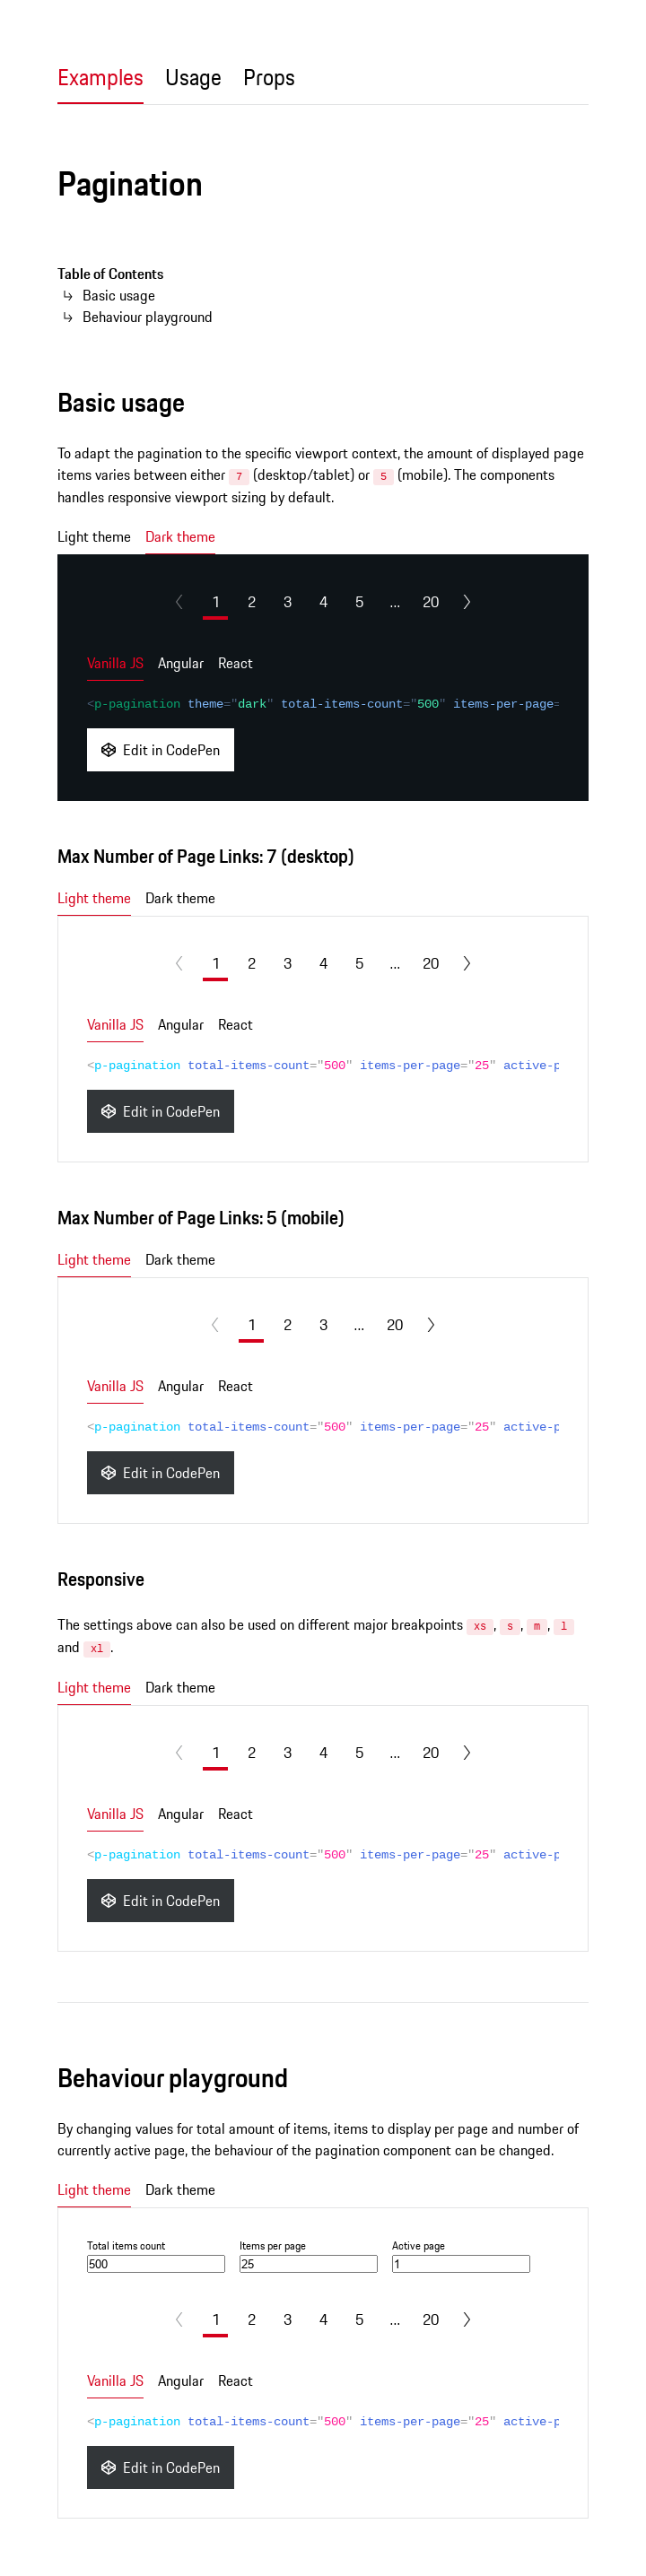 Examples Usage Props
Pagination
Table of Contents
Basic usage
Behaviour playground
Basic usage
To adapt the pagination to the specific viewport context, the amount of displayed page
items varies between either 7 (desktop/tablet) or 5 (mobile). The components
handles responsive viewport sizing by default.
Light theme Dark theme
1 2 3 4 5 ... 20
Vanilla JS Angular React
<p-pagination theme="dark" total-items-count="500" items-per-page=
Edit in CodePen
Max Number of Page Links: 7 (desktop)
Light theme Dark theme
1 2 3 4 5 ... 20
Vanilla JS Angular React
<p-pagination total-items-count="500" items-per-page="25" active-p
Edit in CodePen
Max Number of Page Links: 5 (mobile)
Light theme Dark theme
1 2 3 ... 20
Vanilla JS Angular React
<p-pagination total-items-count="500" items-per-page="25" active-p
Edit in CodePen
Responsive
The settings above can also be used on different major breakpoints xs, s, m, l
and xl.
Light theme Dark theme
1 2 3 4 5 ... 20
Vanilla JS Angular React
<p-pagination total-items-count="500" items-per-page="25" active-p
Edit in CodePen
Behaviour playground
By changing values for total amount of items, items to display per page and number of
currently active page, the behaviour of the pagination component can be changed.
Light theme Dark theme
Total items count Items per page Active page
500 25 1
1 2 3 4 5 ... 20
Vanilla JS Angular React
<p-pagination total-items-count="500" items-per-page="25" active-p
Edit in CodePen